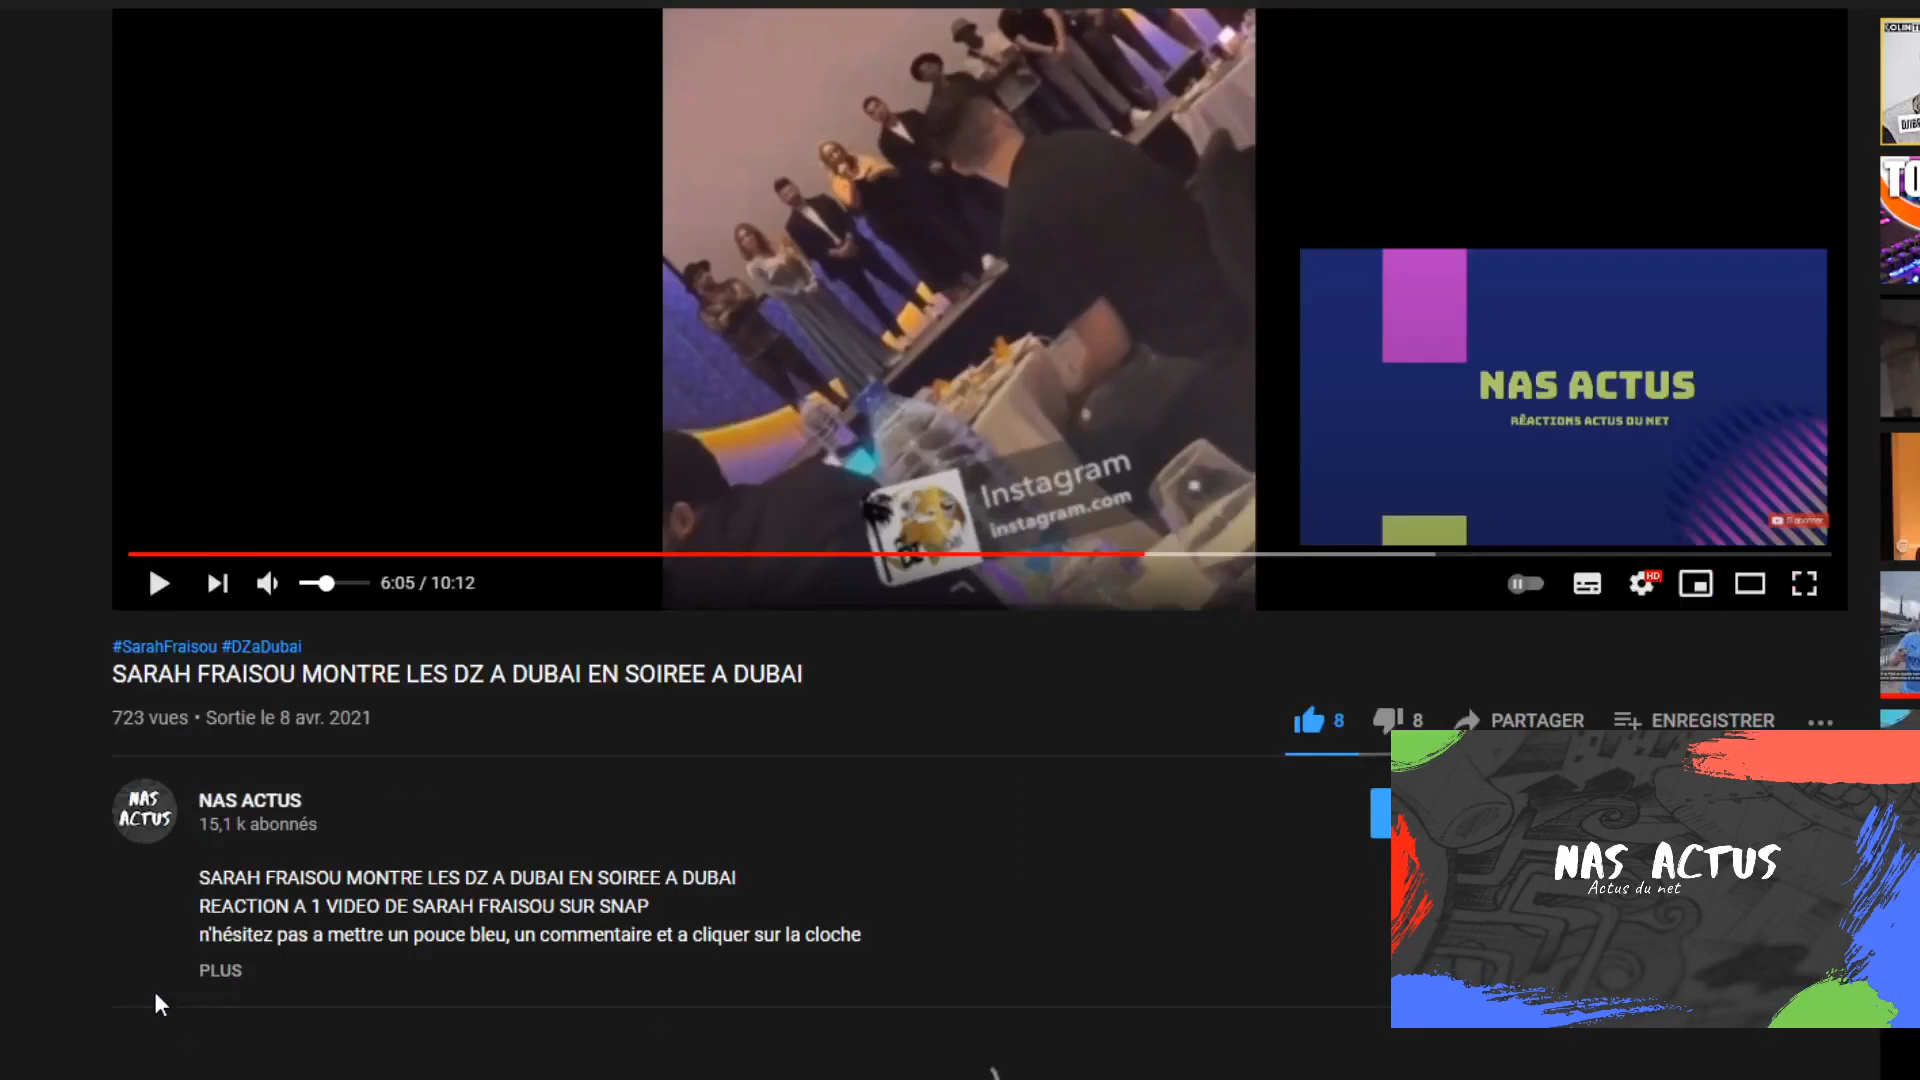 COLINT
TO
Instagram
instagram.com
NAS ACTUS
RÉACTIONS ACTUS DU NET
S'abonner
6:05 / 10:12
HD
#SarahFraisou #DZaDubai
SARAH FRAISOU MONTRE LES DZ A DUBAI EN SOIREE A DUBAI
723 vues • Sortie le 8 avr. 2021
8
8
PARTAGER
ENREGISTRER
NAS ACTUS
NAS ACTUS
15,1 k abonnés
NAS ACTUS
Actus du net
SARAH FRAISOU MONTRE LES DZ A DUBAI EN SOIREE A DUBAI
REACTION A 1 VIDEO DE SARAH FRAISOU SUR SNAP
n'hésitez pas a mettre un pouce bleu, un commentaire et a cliquer sur la cloche
PLUS